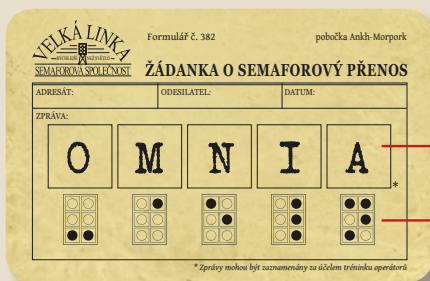 VELKÁ LINKA
RYCHLEJŠÍ NEŽ SVĚTLO
SEMAFOROVÁ SPOLEČNOST
Formulář č. 382
pobočka Ankh-Morpork
ŽÁDANKA O SEMAFOROVÝ PŘENOS
ADRESÁT: ODESILATEL: DATUM:
ZPRÁVA:
O M N I A
*
* Zprávy mohou být zaznamenány za účelem tréninku operátorů